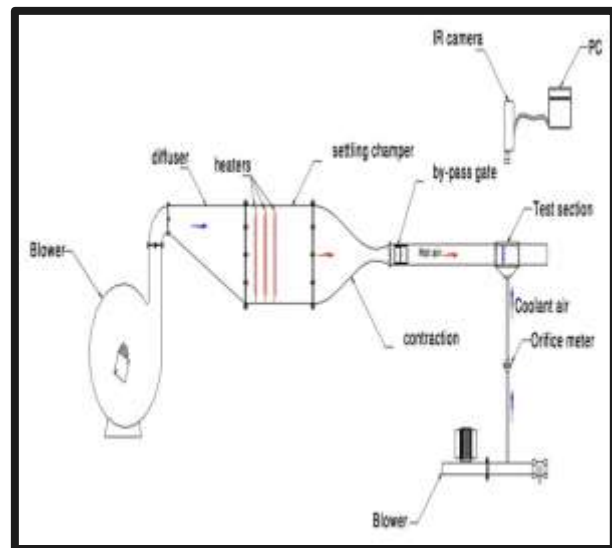 IR camera
PC
settling champer
heaters
diffuser
by-pass gate
Test section
Blower
Hot air
Coolant air
Orifice meter
contraction
Blower